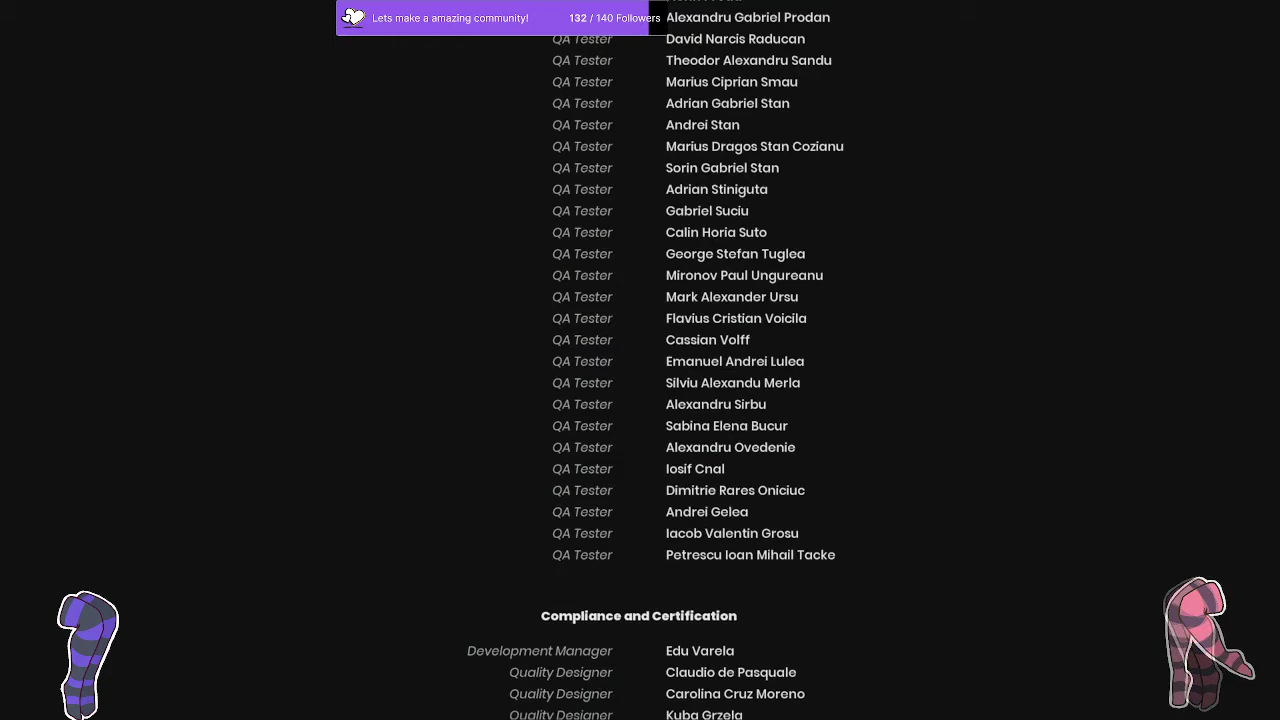 Lets make a amazing community! 132 / 140 Followers
Alexandru Gabriel Prodan
QA Tester David Narcis Raducan
QA Tester Theodor Alexandru Sandu
QA Tester Marius Ciprian Smau
QA Tester Adrian Gabriel Stan
QA Tester Andrei Stan
QA Tester Marius Dragos Stan Cozianu
QA Tester Sorin Gabriel Stan
QA Tester Adrian Stiniguta
QA Tester Gabriel Suciu
QA Tester Calin Horia Suto
QA Tester George Stefan Tuglea
QA Tester Mironov Paul Ungureanu
QA Tester Mark Alexander Ursu
QA Tester Flavius Cristian Voicila
QA Tester Cassian Volff
QA Tester Emanuel Andrei Lulea
QA Tester Silviu Alexandu Merla
QA Tester Alexandru Sirbu
QA Tester Sabina Elena Bucur
QA Tester Alexandru Ovedenie
QA Tester Iosif Cnal
QA Tester Dimitrie Rares Oniciuc
QA Tester Andrei Gelea
QA Tester Iacob Valentin Grosu
QA Tester Petrescu Ioan Mihail Tacke
Compliance and Certification
Development Manager Edu Varela
Quality Designer Claudio de Pasquale
Quality Designer Carolina Cruz Moreno
Quality Designer Kuba Grzela